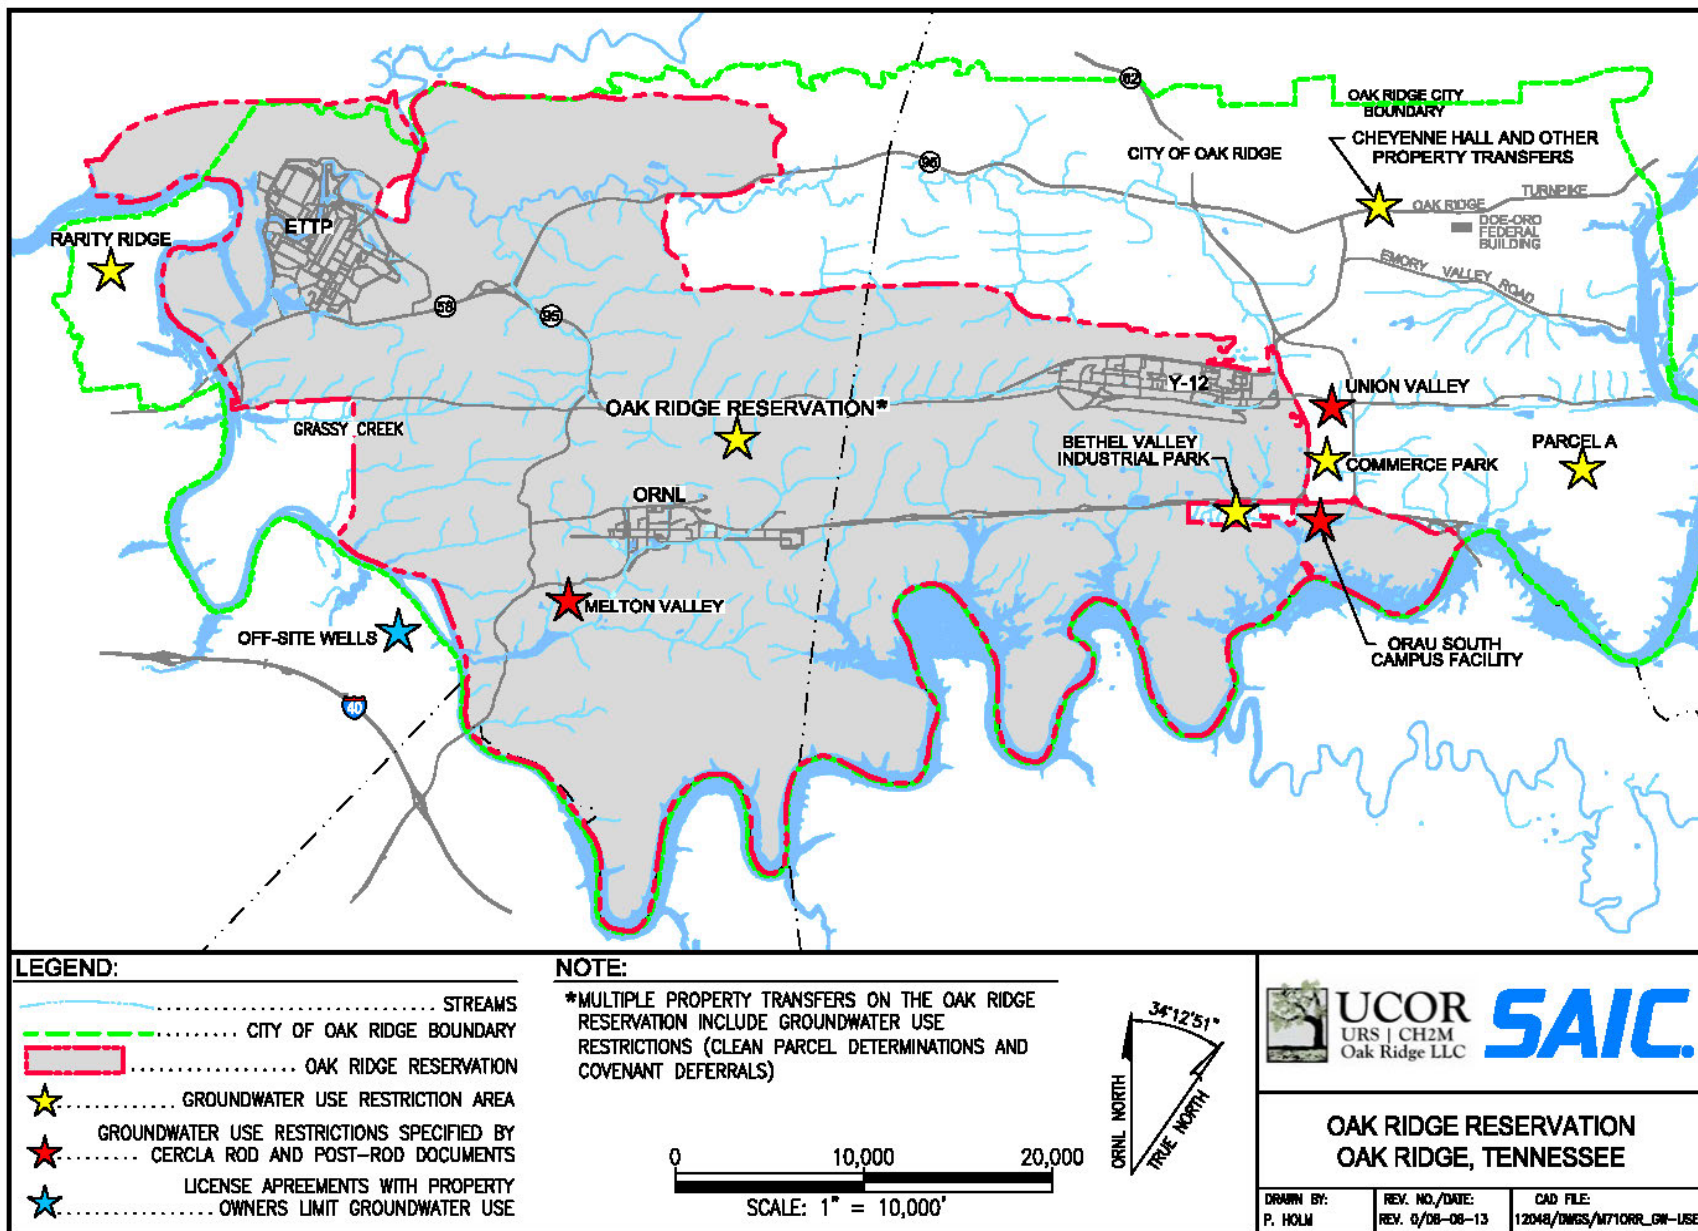 62
OAK RIDGE CITY
BOUNDARY
CHEYENNE HALL AND OTHER
PROPERTY TRANSFERS
CITY OF OAK RIDGE
95
TURNPIKE
OAK RIDGE
DOE-ORO
FEDERAL
BUILDING
ETTP
RARITY RIDGE
EMORY VALLEY ROAD
58
95
Y-12
UNION VALLEY
OAK RIDGE RESERVATION*
GRASSY CREEK
BETHEL VALLEY
INDUSTRIAL PARK
COMMERCE PARK
PARCEL A
ORNL
MELTON VALLEY
OFF-SITE WELLS
ORAU SOUTH
CAMPUS FACILITY
40
LEGEND:
STREAMS
CITY OF OAK RIDGE BOUNDARY
OAK RIDGE RESERVATION
GROUNDWATER USE RESTRICTION AREA
GROUNDWATER USE RESTRICTIONS SPECIFIED BY
CERCLA ROD AND POST-ROD DOCUMENTS
LICENSE APREEMENTS WITH PROPERTY
OWNERS LIMIT GROUNDWATER USE
NOTE:
*MULTIPLE PROPERTY TRANSFERS ON THE OAK RIDGE
RESERVATION INCLUDE GROUNDWATER USE
RESTRICTIONS (CLEAN PARCEL DETERMINATIONS AND
COVENANT DEFERRALS)
0 10,000 20,000
SCALE: 1" = 10,000'
34°12'51"
ORNL NORTH
TRUE NORTH
UCOR
URS | CH2M
Oak Ridge LLC
SAIC.
OAK RIDGE RESERVATION
OAK RIDGE, TENNESSEE
DRAWN BY:
P. HOLM
REV. NO./DATE:
REV. 0/08-08-13
CAD FILE:
12048/DWGS/M710RR_GW-USE